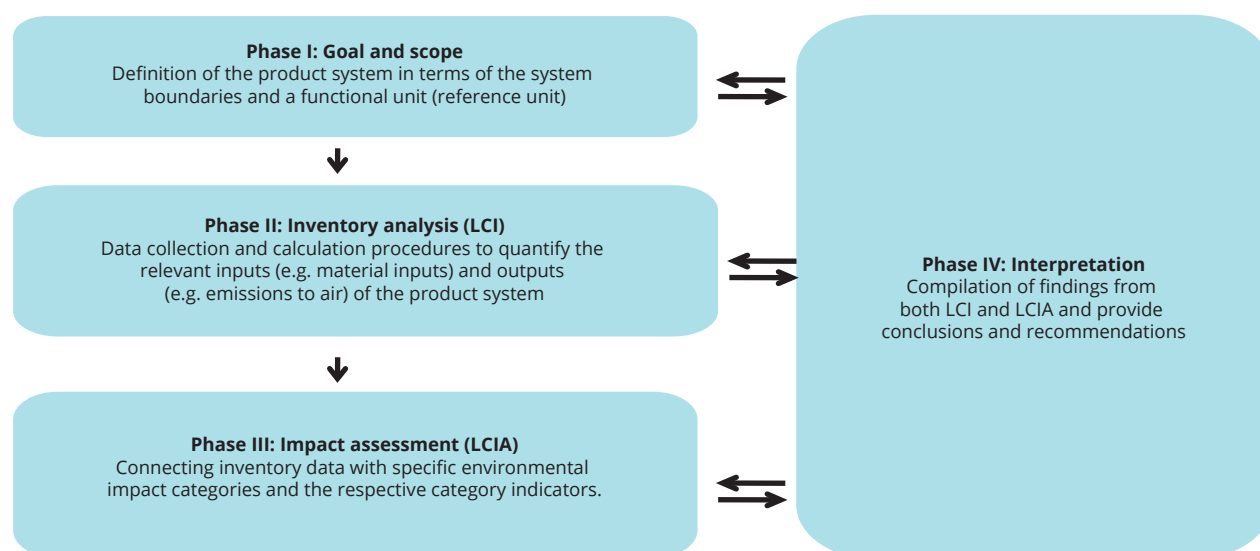 Phase I: Goal and scope
Definition of the product system in terms of the system
boundaries and a functional unit (reference unit)
Phase II: Inventory analysis (LCI)
Data collection and calculation procedures to quantify the
relevant inputs (e.g. material inputs) and outputs
(e.g. emissions to air) of the product system
Phase III: Impact assessment (LCIA)
Connecting inventory data with specific environmental
impact categories and the respective category indicators.
Phase IV: Interpretation
Compilation of findings from
both LCI and LCIA and provide
conclusions and recommendations